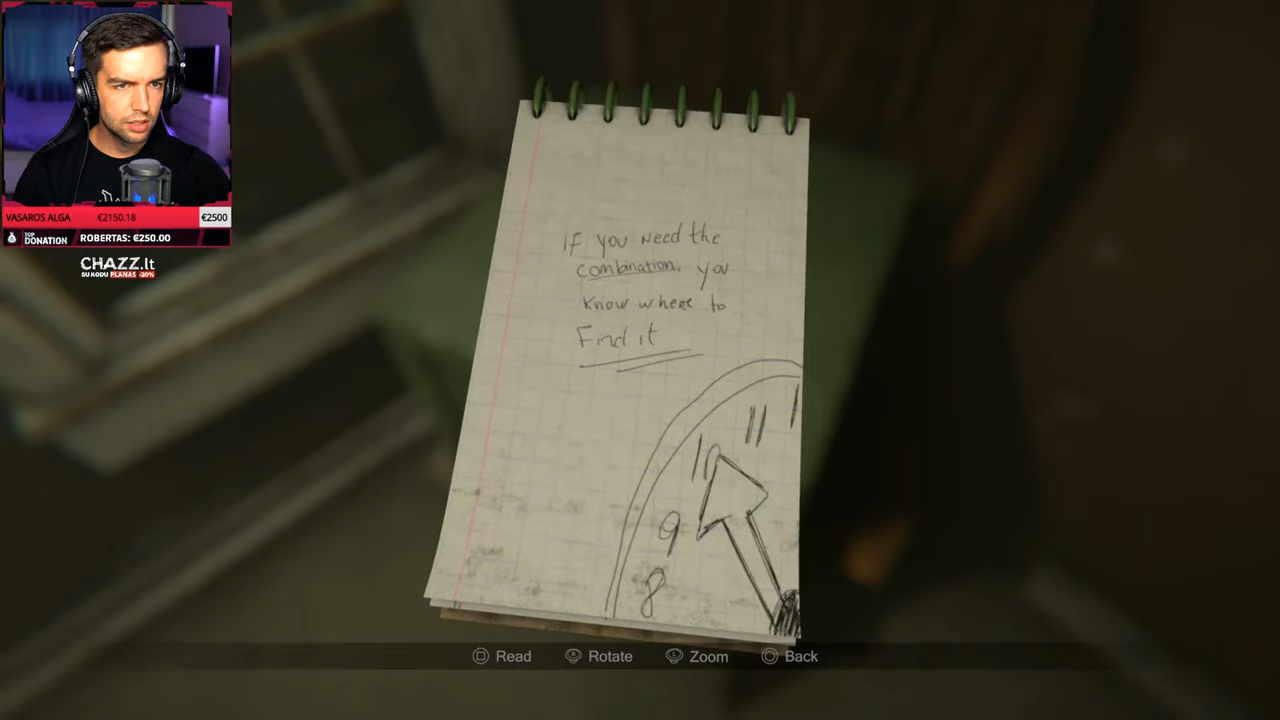 VASAROS ALGA €2150.18 €2500
TOP DONATION ROBERTAS: €250.00
CHAZZ.lt
SU KODU PLANAS -20%
IF you need the
combination, you
know where to
Find it
11
10
9
8
Read Rotate Zoom Back